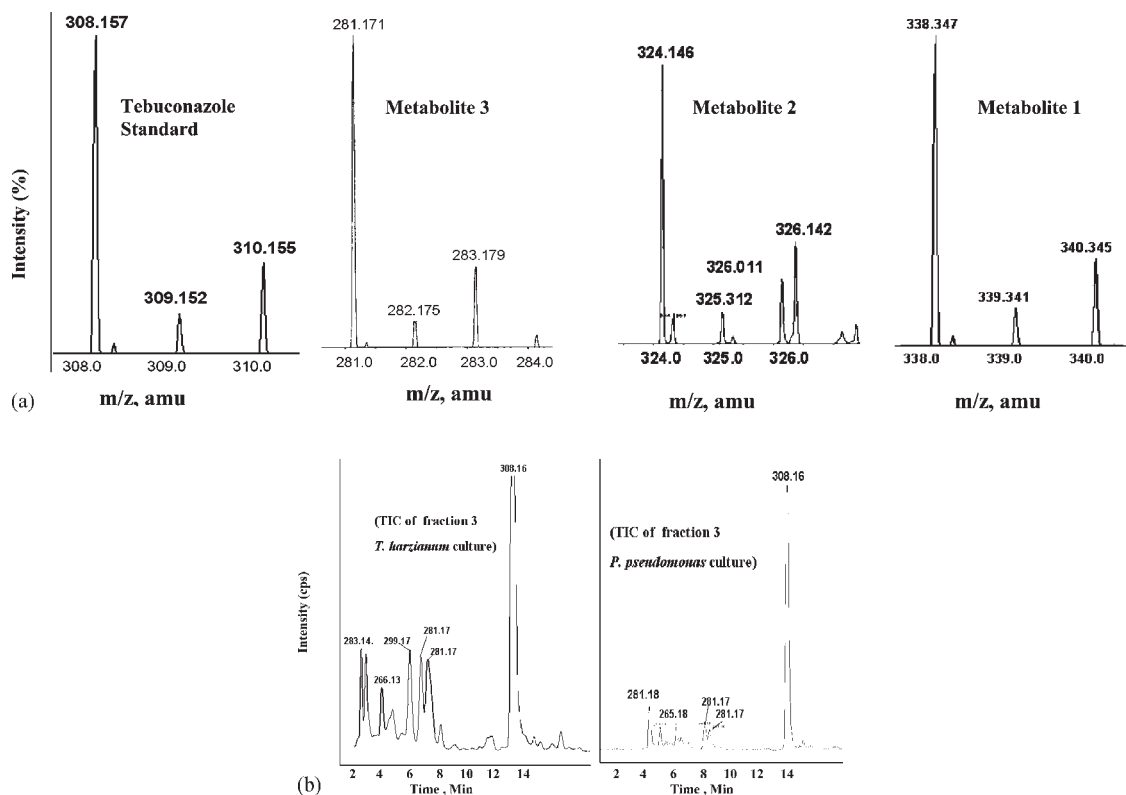 308.157
Tebuconazole
Standard
309.152
310.155
308.0 309.0 310.0
m/z, amu
Intensity (%)
281.171
Metabolite 3
282.175
283.179
281.0 282.0 283.0 284.0
m/z, amu
324.146
Metabolite 2
325.312
326.011
326.142
324.0 325.0 326.0
m/z, amu
338.347
Metabolite 1
339.341
340.345
338.0 339.0 340.0
m/z, amu
(a)
308.16
(TIC of fraction 3
T. harzianum culture)
283.14.
266.13
299.17
281.17
281.17
Intensity (cps)
2 4 6 8 10 12 14
Time , Min
308.16
(TIC of fraction 3
P. pseudomonas culture)
281.18
265.18
281.17
281.17
2 4 6 8 10 12 14
Time , Min
(b)